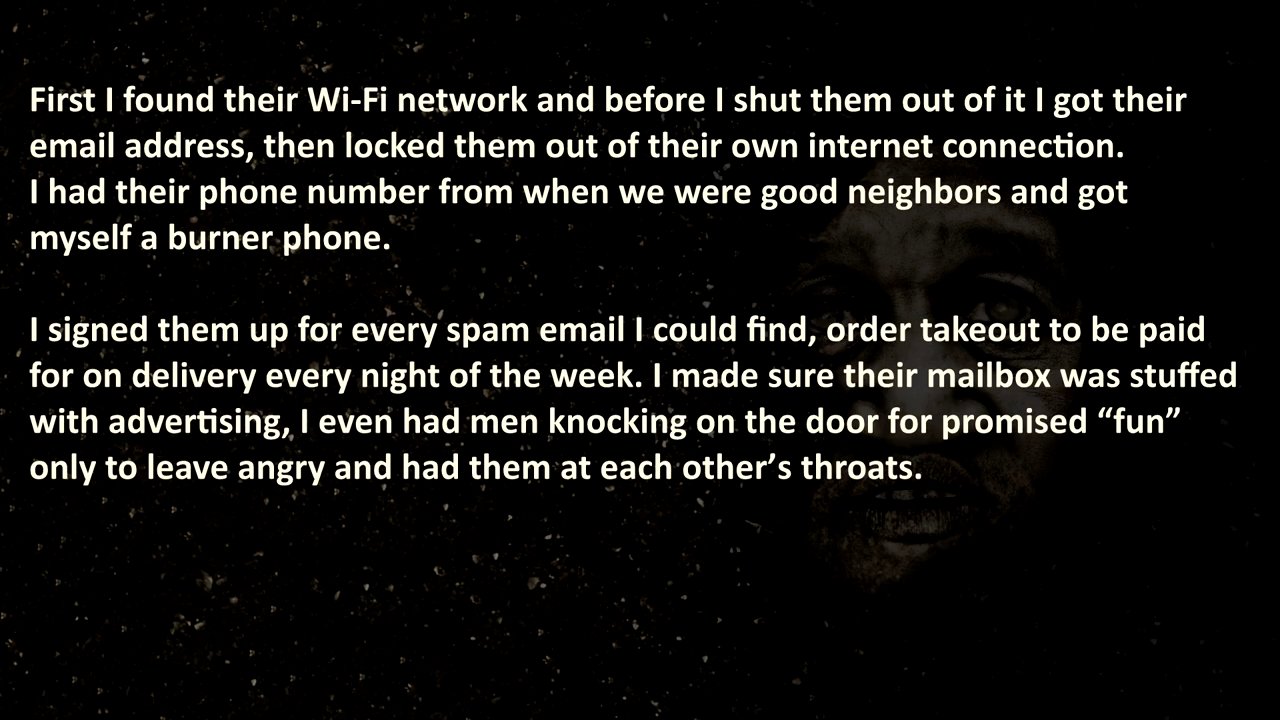 First I found their Wi-Fi network and before I shut them out of it I got their
email address, then locked them out of their own internet connection.
I had their phone number from when we were good neighbors and got
myself a burner phone.
I signed them up for every spam email I could find, order takeout to be paid
for on delivery every night of the week. I made sure their mailbox was stuffed
with advertising, I even had men knocking on the door for promised “fun”
only to leave angry and had them at each other’s throats.